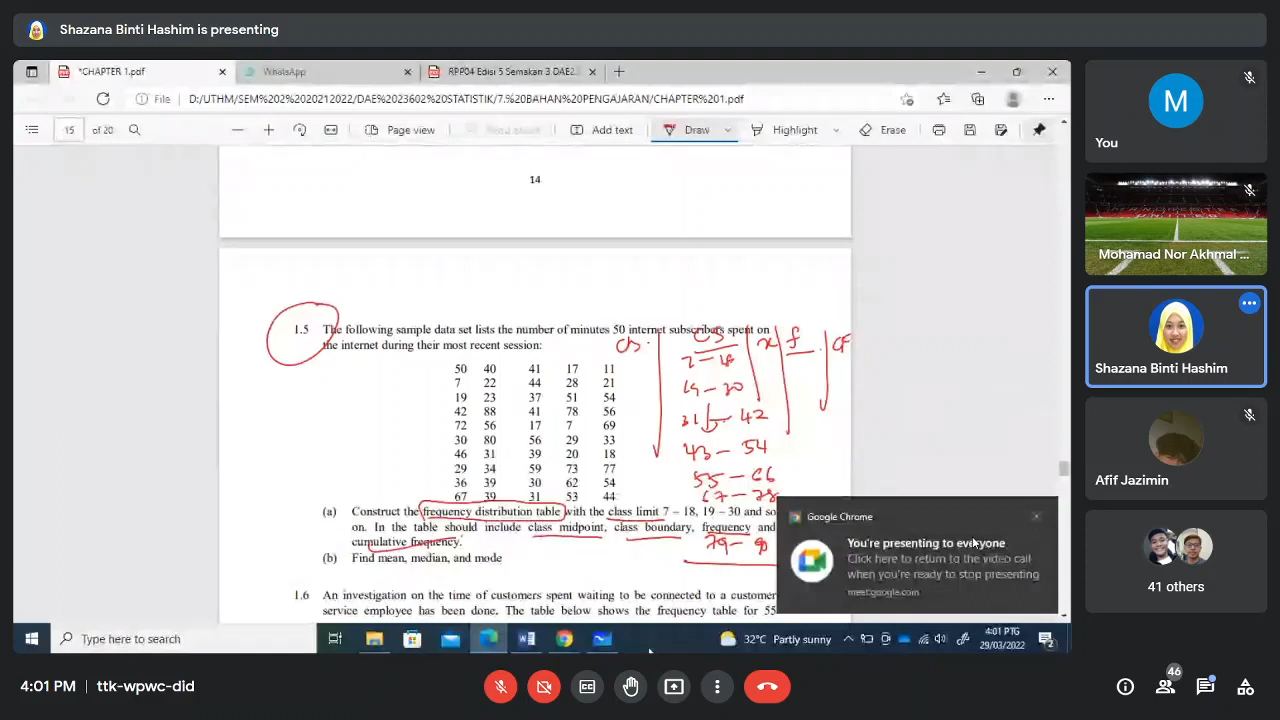 Shazana Binti Hashim is presenting
*CHAPTER 1.pdf
WhatsApp
RPP04 Edisi 5 Semakan 3 DAE2
File D:/UTHM/SEM%202%2020212022/DAE%2023602%20STATISTIK/7.%20BAHAN%20PENGAJARAN/CHAPTER%201.pdf
15 of 20
Page view
Read aloud
Add text
Draw
Highlight
Erase
14
1.5 The following sample data set lists the number of minutes 50 internet subscribers spent on
the internet during their most recent session:
50 40 41 17 11
7 22 44 28 21
19 23 37 51 54
42 88 41 78 56
72 56 17 7 69
30 80 56 29 33
46 31 39 20 18
29 34 59 73 77
36 39 30 62 54
67 39 31 53 44
x f CF
19 - 30
31 - 42
43 - 54
55 - 66
67 - 78
(a) Construct the frequency distribution table with the class limit 7 – 18, 19 – 30 and so
on. In the table should include class midpoint, class boundary, frequency and
cumulative frequency.
(b) Find mean, median, and mode
1.6 An investigation on the time of customers spent waiting to be connected to a customer
service employee has been done. The table below shows the frequency table for 55
Google Chrome
You're presenting to everyone
Click here to return to the video call
when you're ready to stop presenting
meet.google.com
Type here to search
32°C Partly sunny
4:01 PTG
29/03/2022
2
M
You
Mohamad Nor Akhmal ...
Shazana Binti Hashim
Afif Jazimin
41 others
4:01 PM | ttk-wpwc-did
46